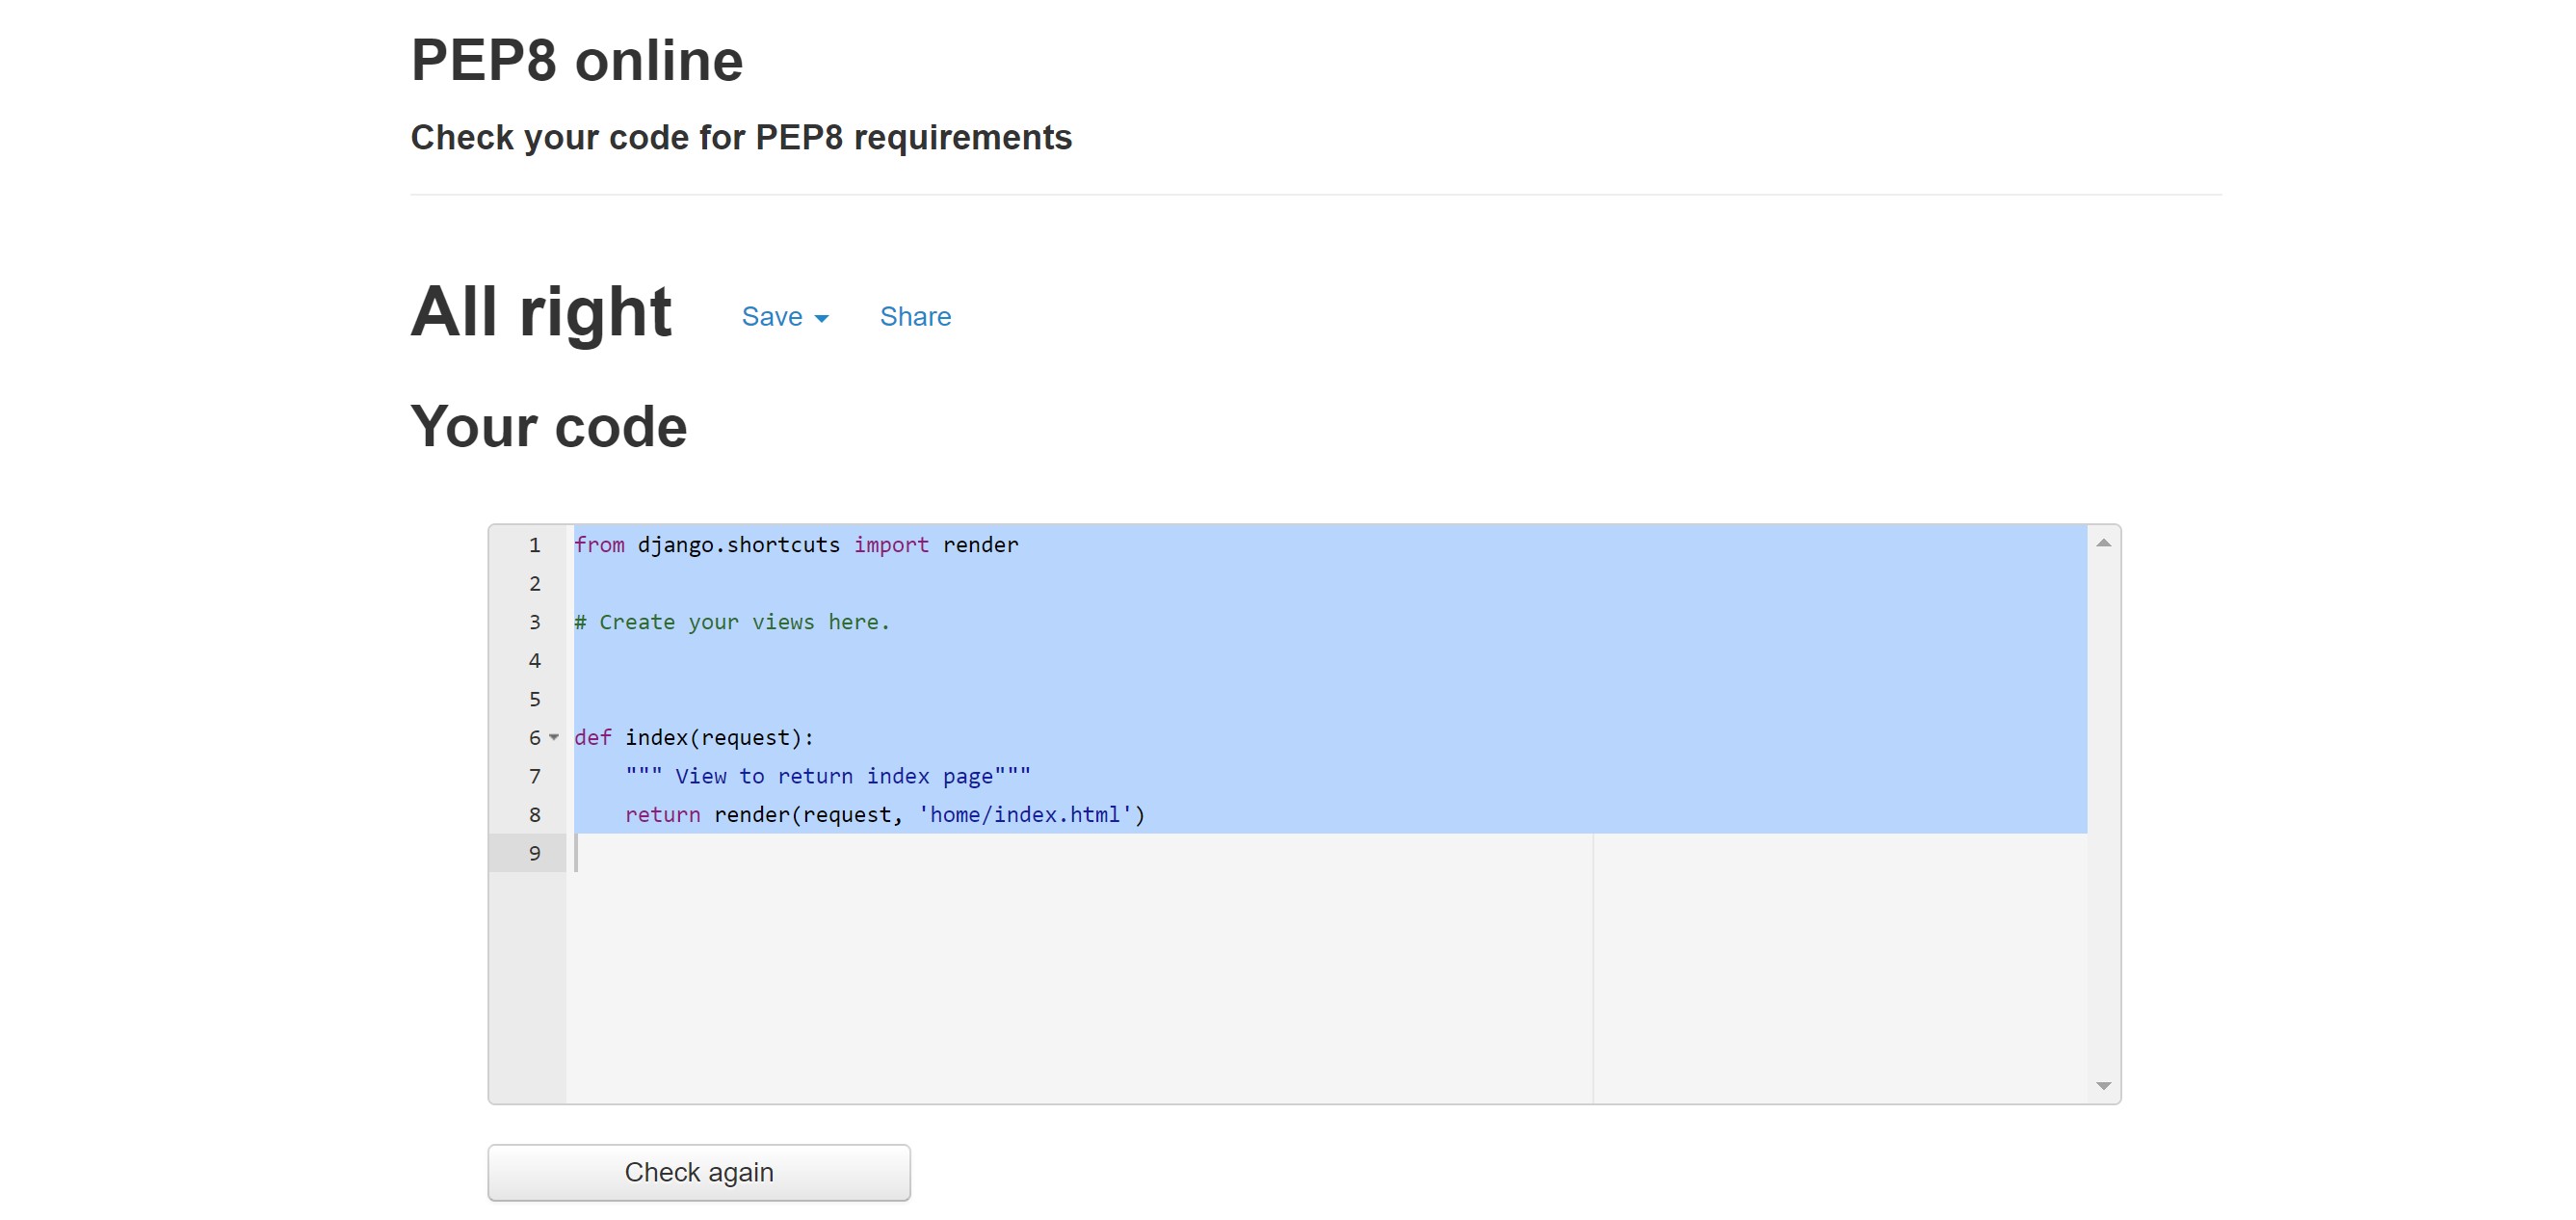 PEP8 online
Check your code for PEP8 requirements
All right Save Share
Your code
1 from django.shortcuts import render
2
3 # Create your views here.
4
5
6 def index(request):
7     """ View to return index page"""
8     return render(request, 'home/index.html')
9
Check again